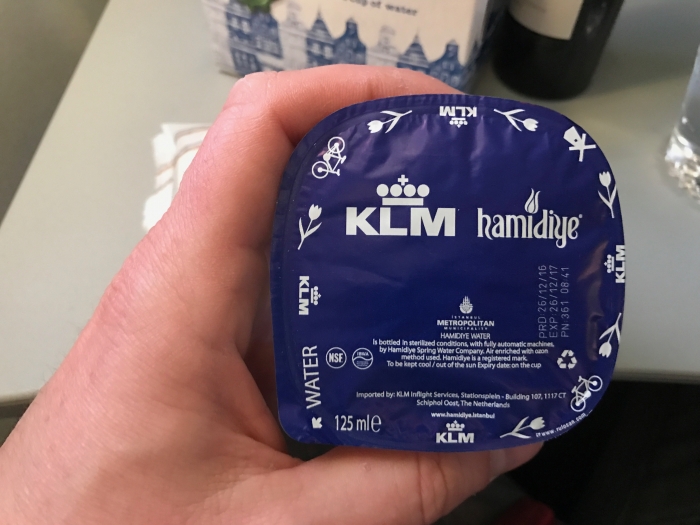 cup of water
KLM
KLM hamidiye®
KLM
KLM
PRD 26/12/16
EXP 26/12/17
PN 361 08 41
ISTANBUL
METROPOLITAN
MUNICIPALITY
HAMIDIYE WATER
is bottled in sterilized conditions, with fully automatic machines,
by Hamidiye Spring Water Company. Air enriched with ozon
method used. Hamidiye is a registered mark.
To be kept cool / out of the sun Expiry date: on the cup
NSF
WATER
125 ml e
Imported by: KLM Inflight Services, Stationsplein - Building 107, 1117 CT
Schiphol Oost, The Netherlands
www.hamidiye.istanbul
KLM